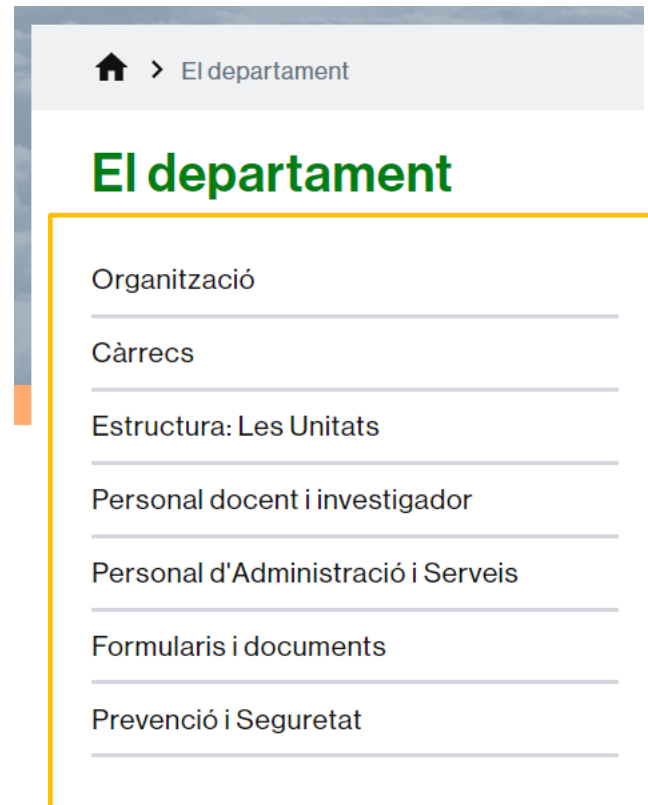 El departament
El departament
Organització
Càrrecs
Estructura: Les Unitats
Personal docent i investigador
Personal d'Administració i Serveis
Formularis i documents
Prevenció i Seguretat